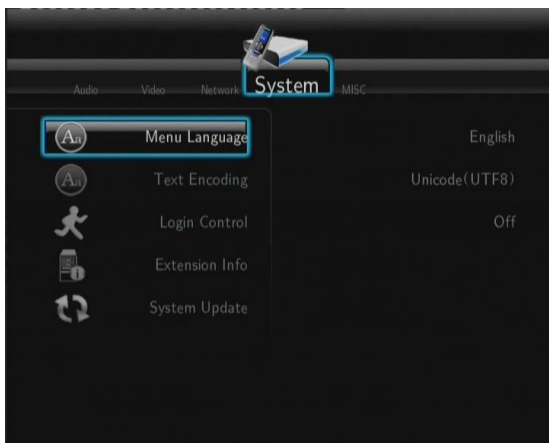 Audio Video Network System MISC
Menu Language English
Text Encoding Unicode(UTF8)
Login Control Off
Extension Info
System Update